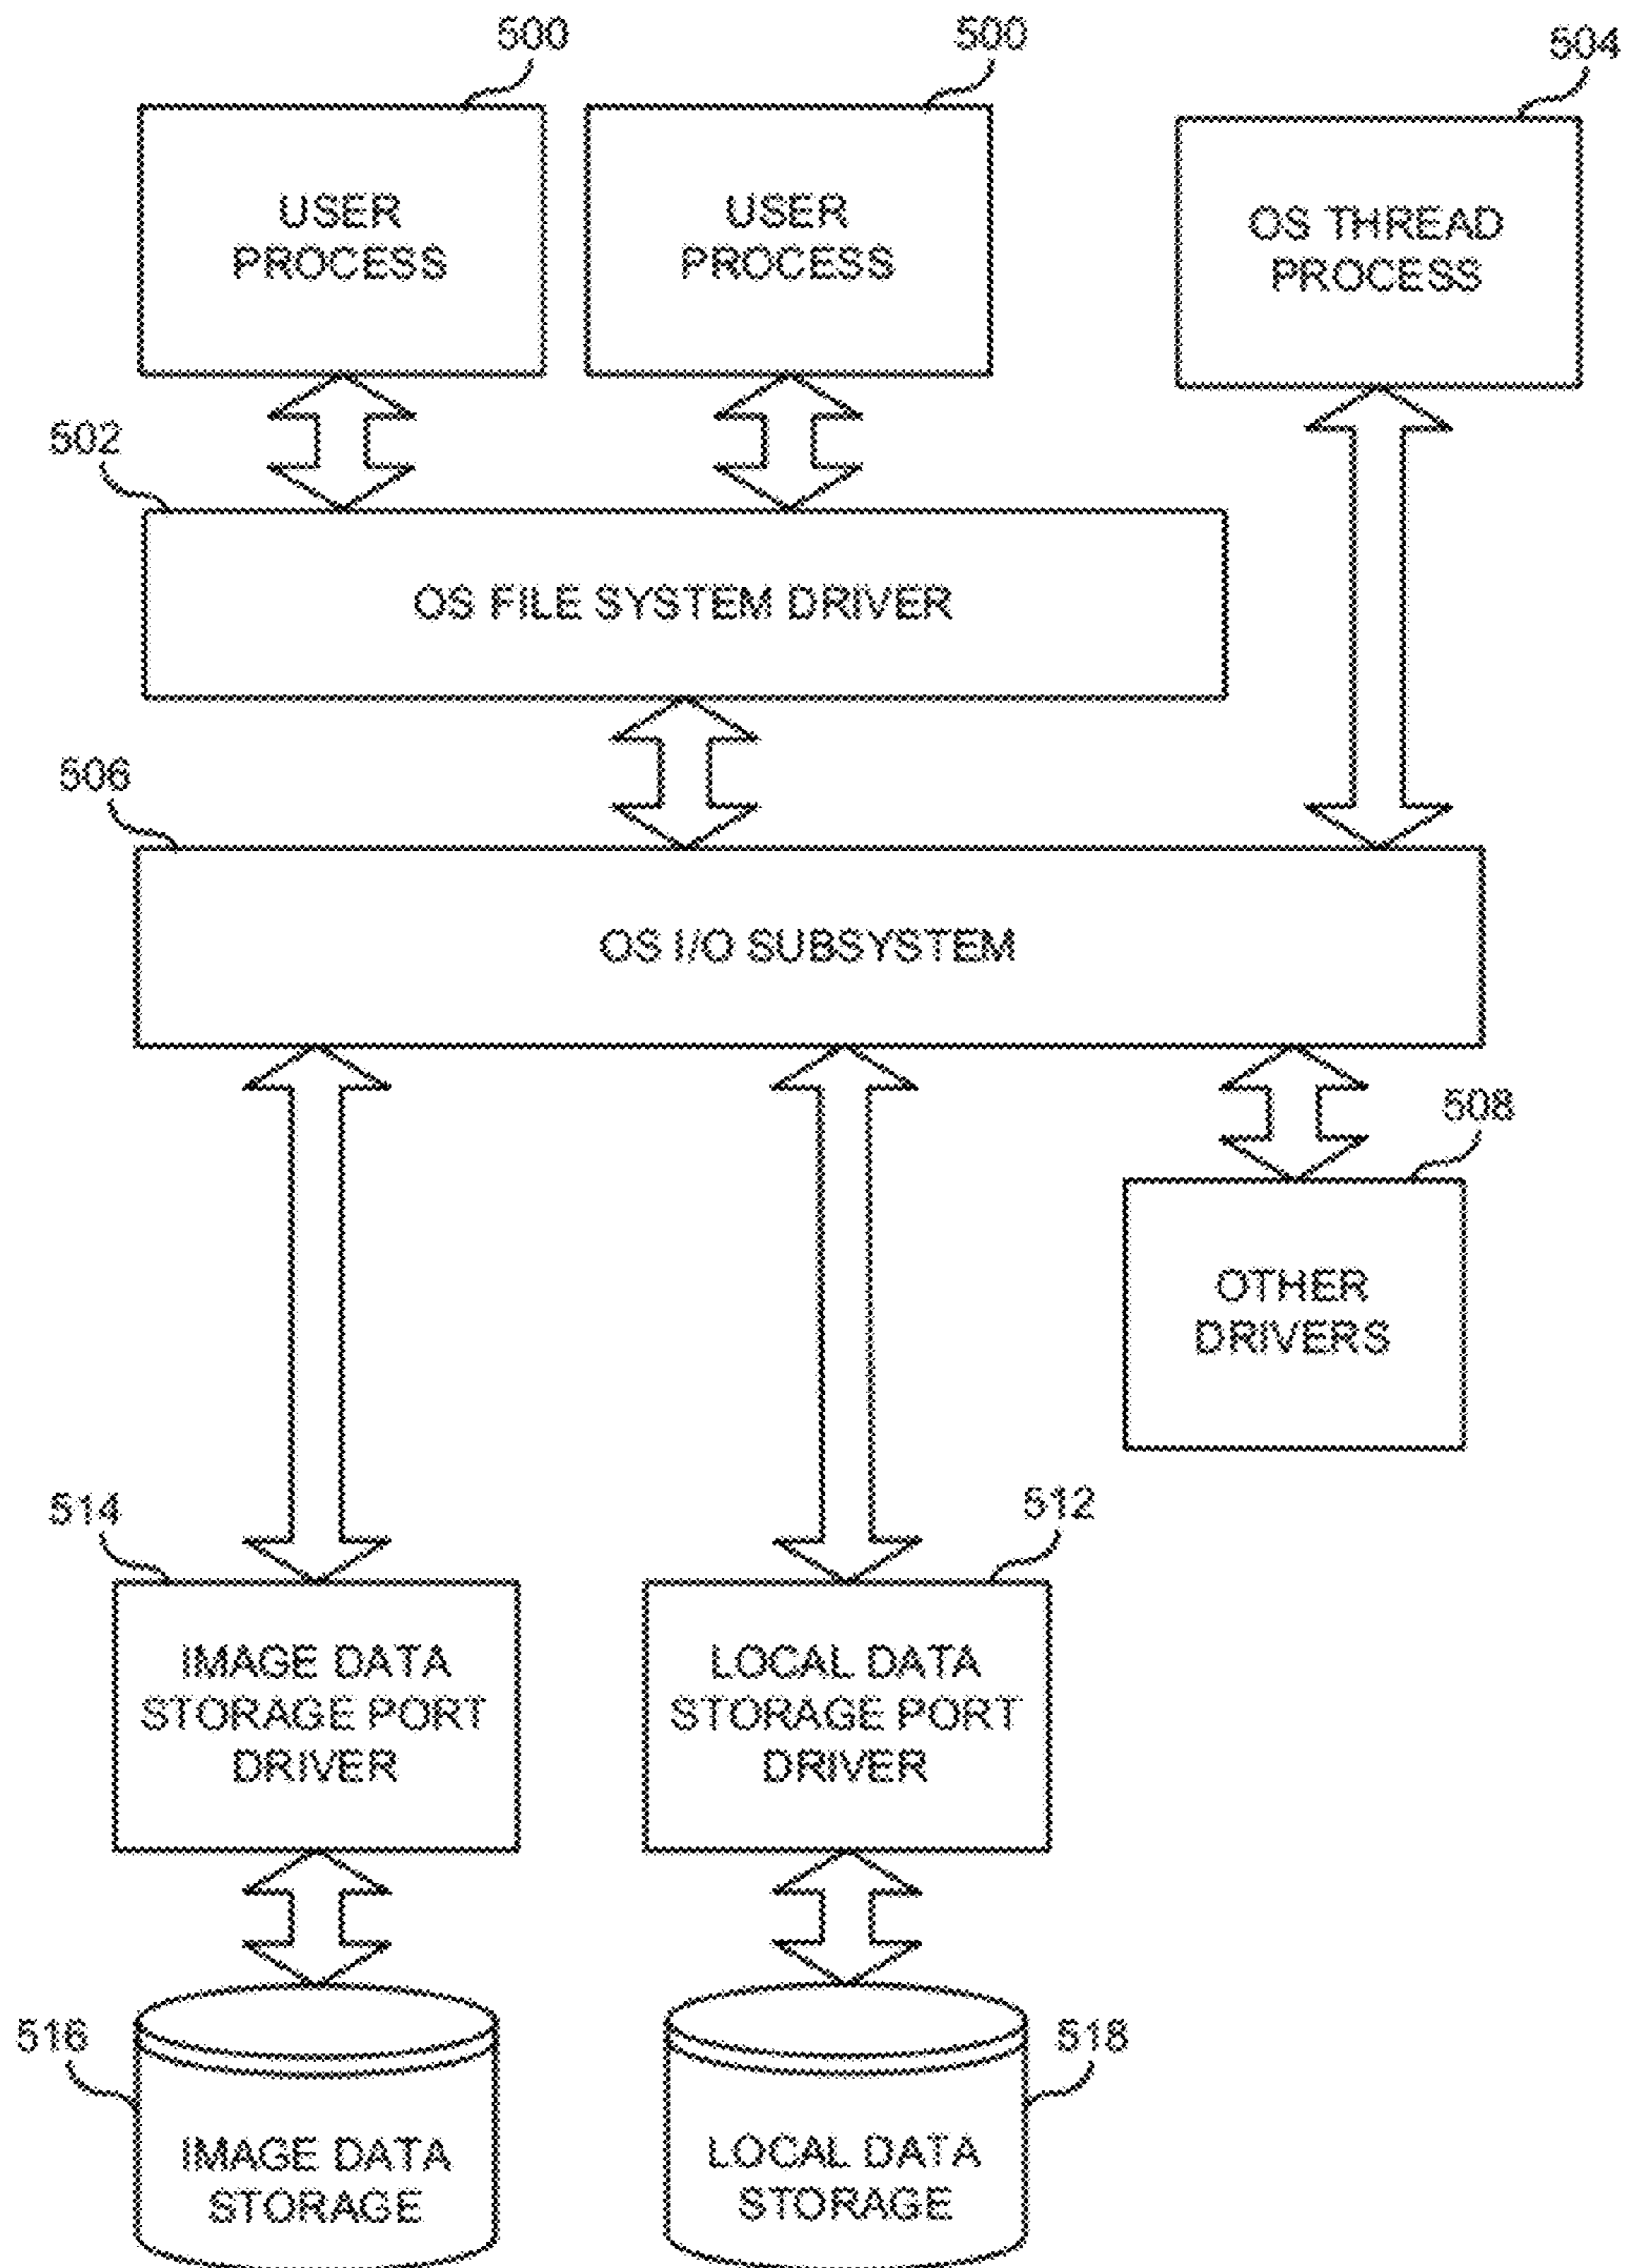 500
500
504
USER
PROCESS
USER
PROCESS
OS THREAD
PROCESS
502
OS FILE SYSTEM DRIVER
506
OS I/O SUBSYSTEM
508
OTHER
DRIVERS
514
512
IMAGE DATA
STORAGE PORT
DRIVER
LOCAL DATA
STORAGE PORT
DRIVER
516
518
IMAGE DATA
STORAGE
LOCAL DATA
STORAGE